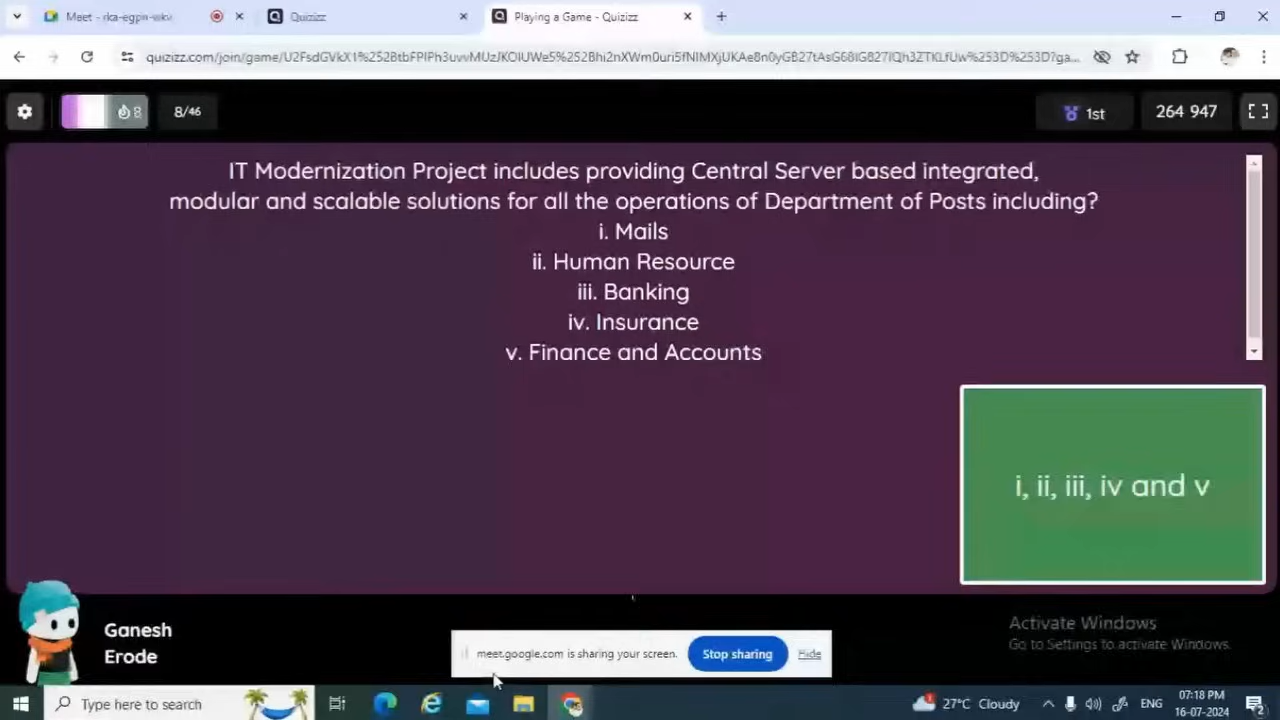 Meet - rka-egpn-wkv
Quizizz
Playing a Game - Quizizz
8
8/46
1st
264 947
IT Modernization Project includes providing Central Server based integrated,
modular and scalable solutions for all the operations of Department of Posts including?
i. Mails
ii. Human Resource
iii. Banking
iv. Insurance
v. Finance and Accounts
i, ii, iii, iv and v
Ganesh
Erode
meet.google.com is sharing your screen.
Stop sharing
Hide
Activate Windows
Go to Settings to activate Windows.
Type here to search
1
27°C Cloudy
ENG
07:18 PM
16-07-2024
2